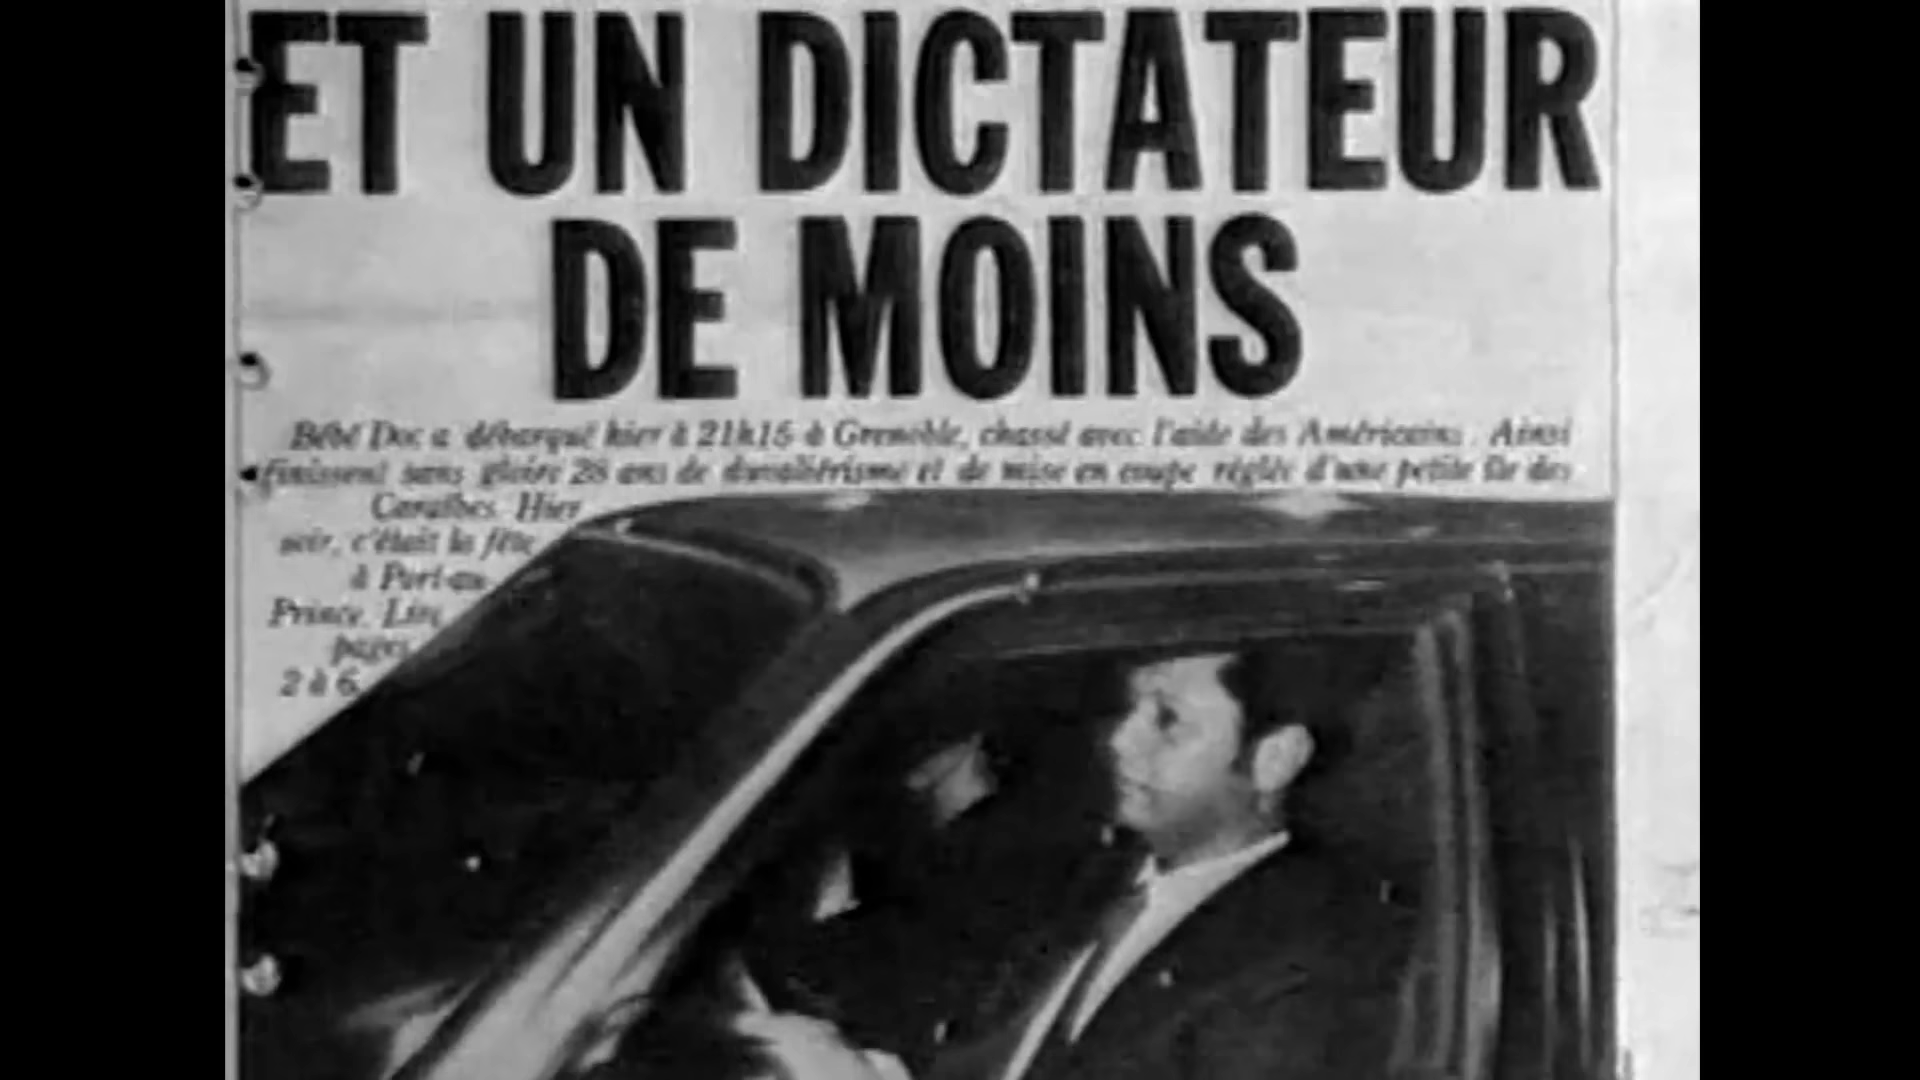 ET UN DICTATEUR
DE MOINS
Bébé Doc a débarqué hier à 21h15 à Grenoble, chassé avec l'aide des Américains. Ainsi
finissent sans gloire 28 ans de duvaliérisme et de mise en coupe réglée d'une petite île des
Caraïbes. Hier
soir, c'était la fête
à Port-au-
Prince. Lire
pages
2 à 6.